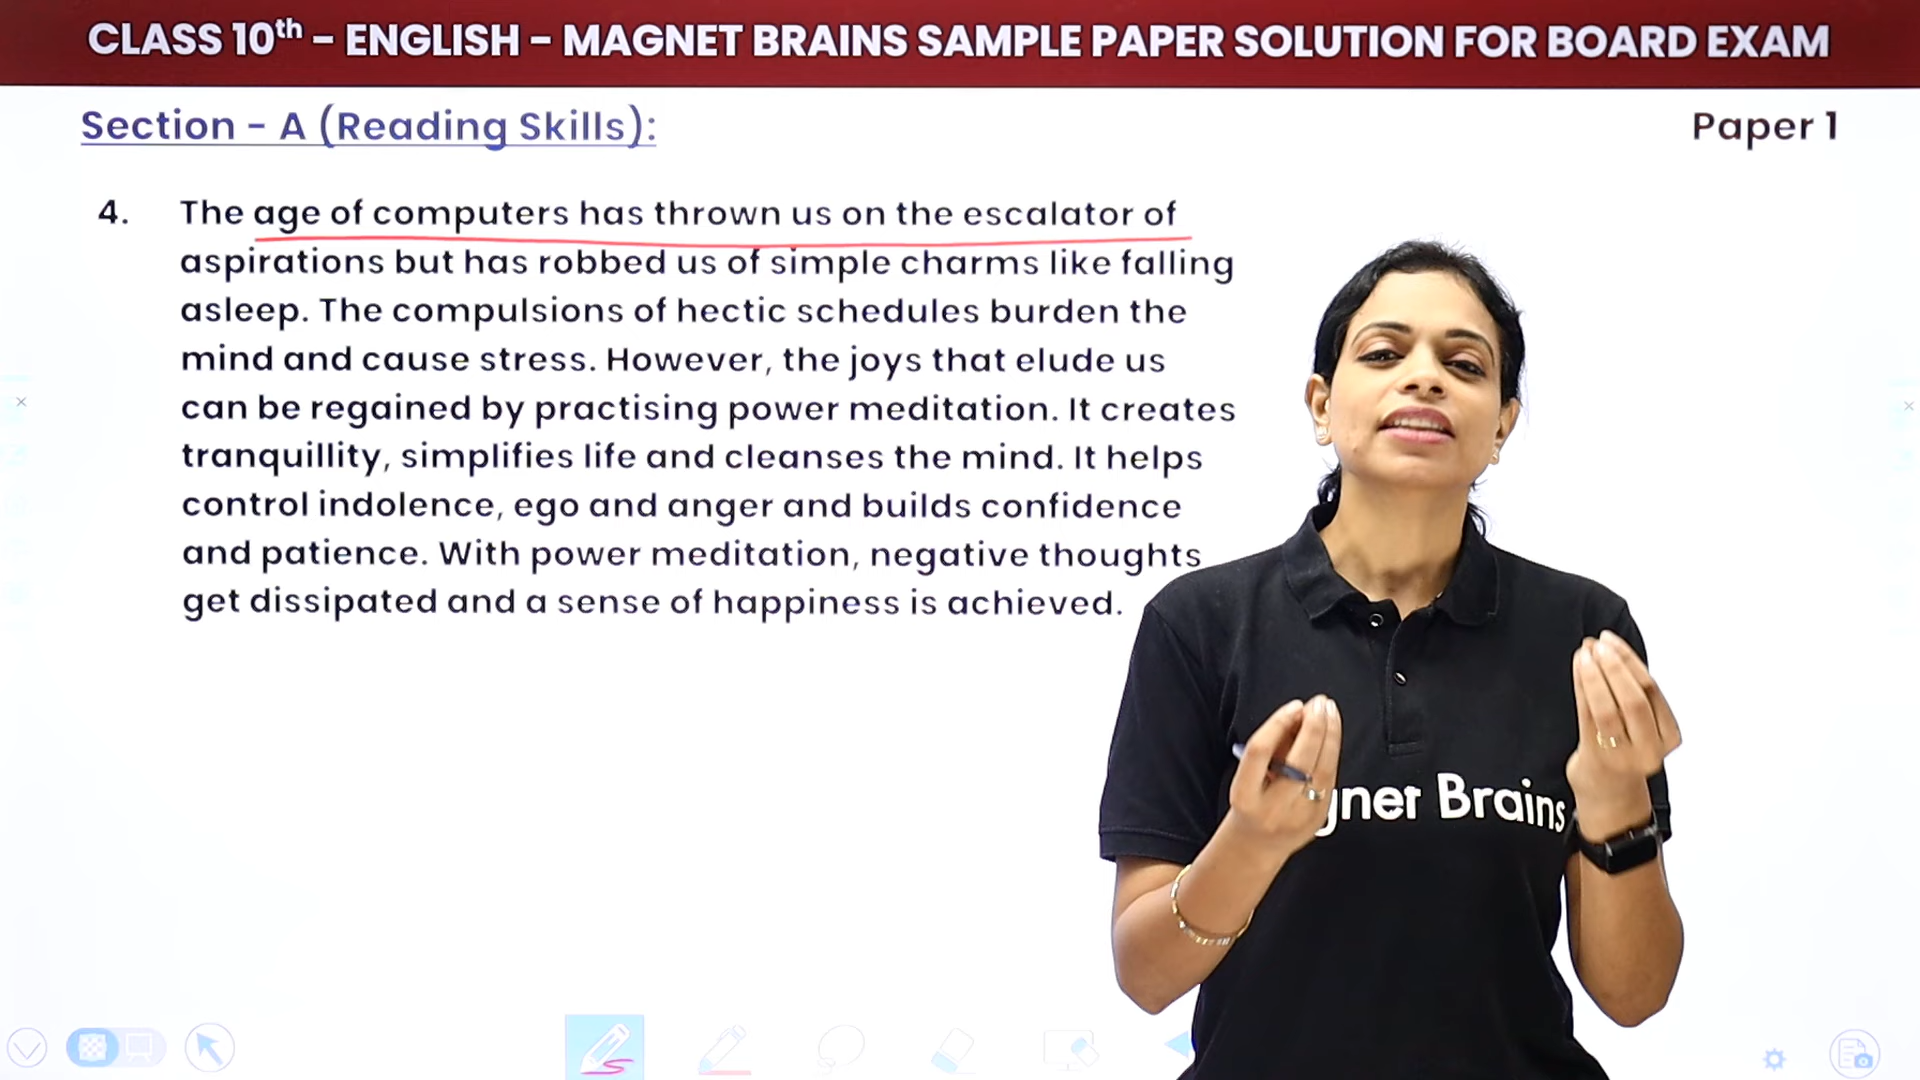 CLASS 10th – ENGLISH – MAGNET BRAINS SAMPLE PAPER SOLUTION FOR BOARD EXAM
Section - A (Reading Skills):
Paper 1
4. The age of computers has thrown us on the escalator of
aspirations but has robbed us of simple charms like falling
asleep. The compulsions of hectic schedules burden the
mind and cause stress. However, the joys that elude us
can be regained by practising power meditation. It creates
tranquillity, simplifies life and cleanses the mind. It helps
control indolence, ego and anger and builds confidence
and patience. With power meditation, negative thoughts
get dissipated and a sense of happiness is achieved.
gnet Brains